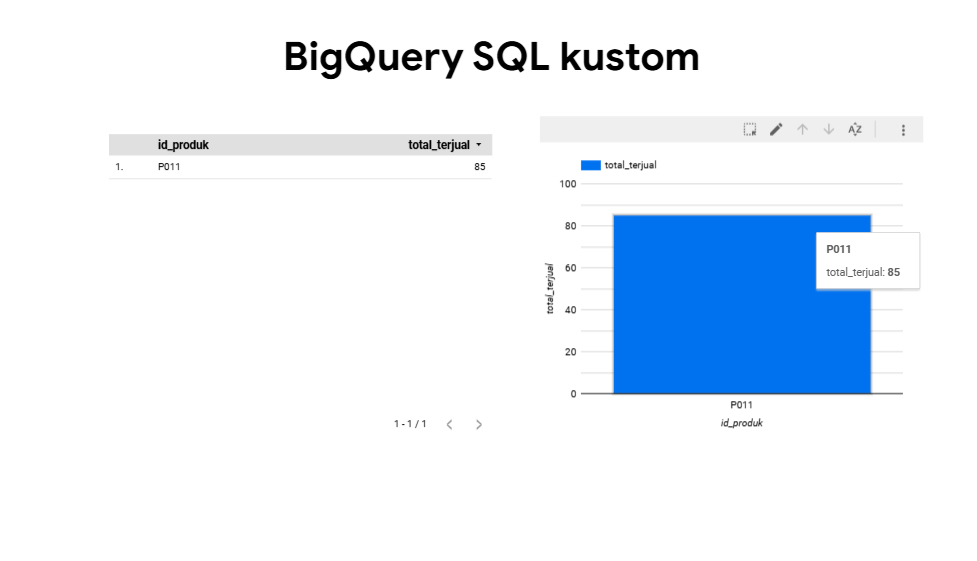 BigQuery SQL kustom
id_produk total_terjual
1. P011 85
1 - 1 / 1
AZ
total_terjual
100
80
60
40
20
0
total_terjual
P011
total_terjual: 85
P011
id_produk